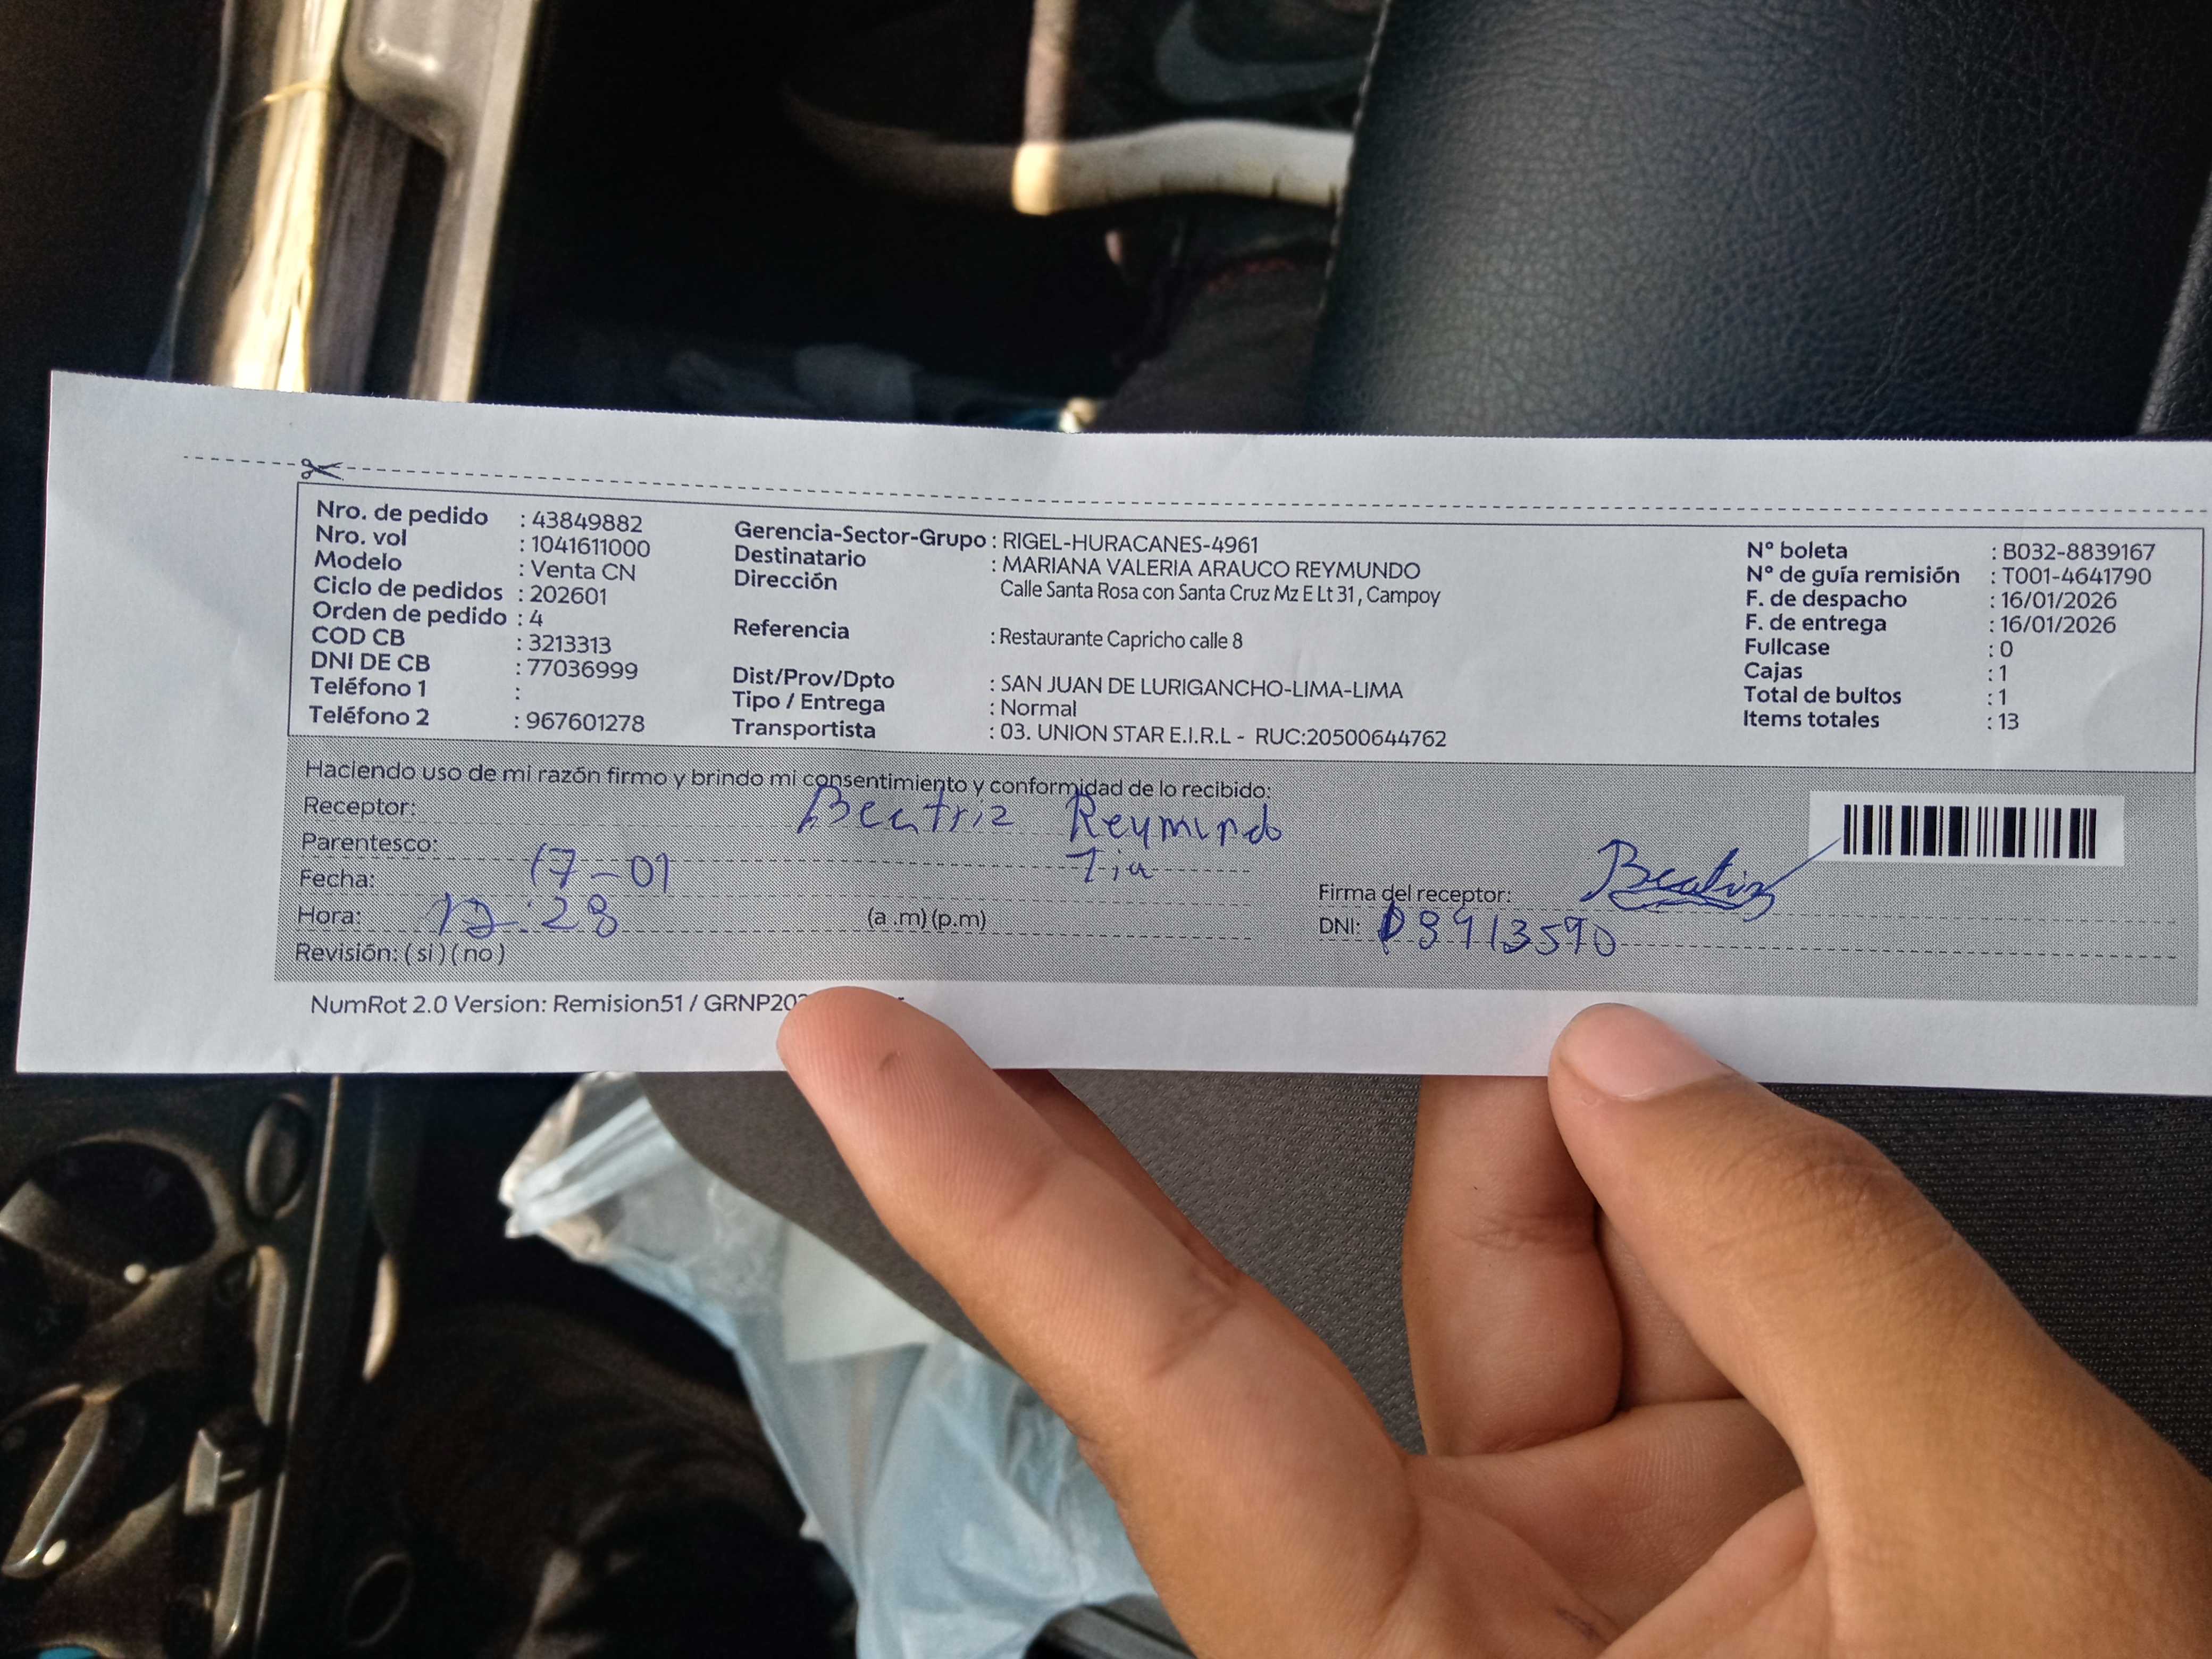 Nro. de pedido : 43849882
Nro. vol : 1041611000
Modelo : Venta CN
Ciclo de pedidos : 202601
Orden de pedido : 4
COD CB : 3213313
DNI DE CB : 77036999
Teléfono 1 :
Teléfono 2 : 967601278
Gerencia-Sector-Grupo : RIGEL-HURACANES-4961
Destinatario : MARIANA VALERIA ARAUCO REYMUNDO
Dirección Calle Santa Rosa con Santa Cruz Mz E Lt 31, Campoy
Referencia : Restaurante Capricho calle 8
Dist/Prov/Dpto : SAN JUAN DE LURIGANCHO-LIMA-LIMA
Tipo / Entrega : Normal
Transportista : 03. UNION STAR E.I.R.L - RUC:20500644762
N° boleta : B032-8839167
N° de guía remisión : T001-4641790
F. de despacho : 16/01/2026
F. de entrega : 16/01/2026
Fullcase : 0
Cajas : 1
Total de bultos : 1
Items totales : 13
Haciendo uso de mi razón firmo y brindo mi consentimiento y conformidad de lo recibido:
Receptor: Beatriz Reymundo
Parentesco: Tia
Fecha: 17-01
Hora: :28 (a .m) (p.m)
Revisión: ( si ) ( no )
Firma del receptor: Beatriz
DNI:
NumRot 2.0 Version: Remision51 /